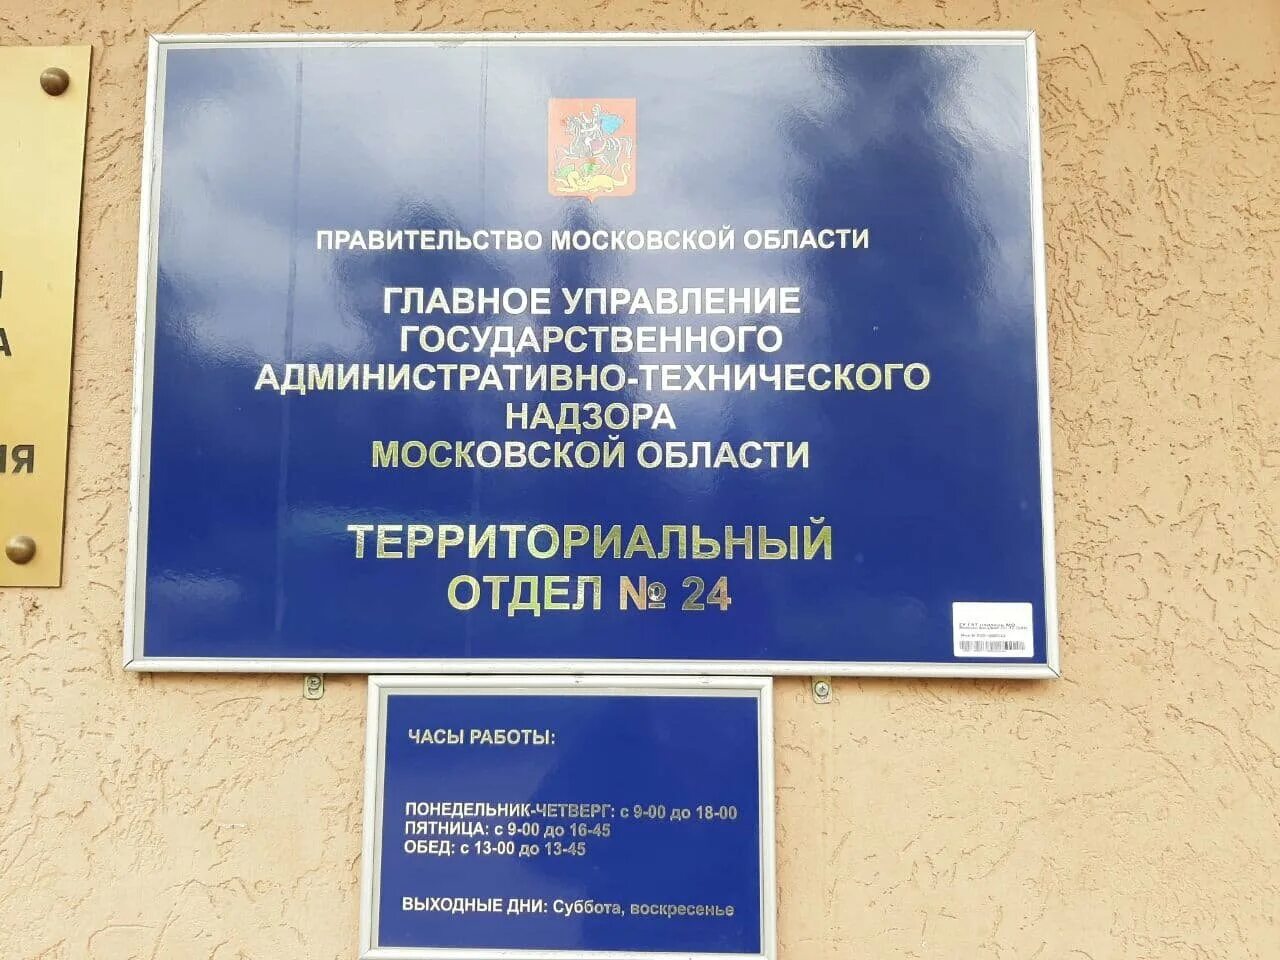 ПРАВИТЕЛЬСТВО МОСКОВСКОЙ ОБЛАСТИ
ГЛАВНОЕ УПРАВЛЕНИЕ
ГОСУДАРСТВЕННОГО
АДМИНИСТРАТИВНО-ТЕХНИЧЕСКОГО
НАДЗОРА
МОСКОВСКОЙ ОБЛАСТИ
ТЕРРИТОРИАЛЬНЫЙ
ОТДЕЛ № 24
ЧАСЫ РАБОТЫ:
ПОНЕДЕЛЬНИК-ЧЕТВЕРГ: с 9-00 до 18-00
ПЯТНИЦА: с 9-00 до 16-45
ОБЕД: с 13-00 до 13-45
ВЫХОДНЫЕ ДНИ: Суббота, воскресенье